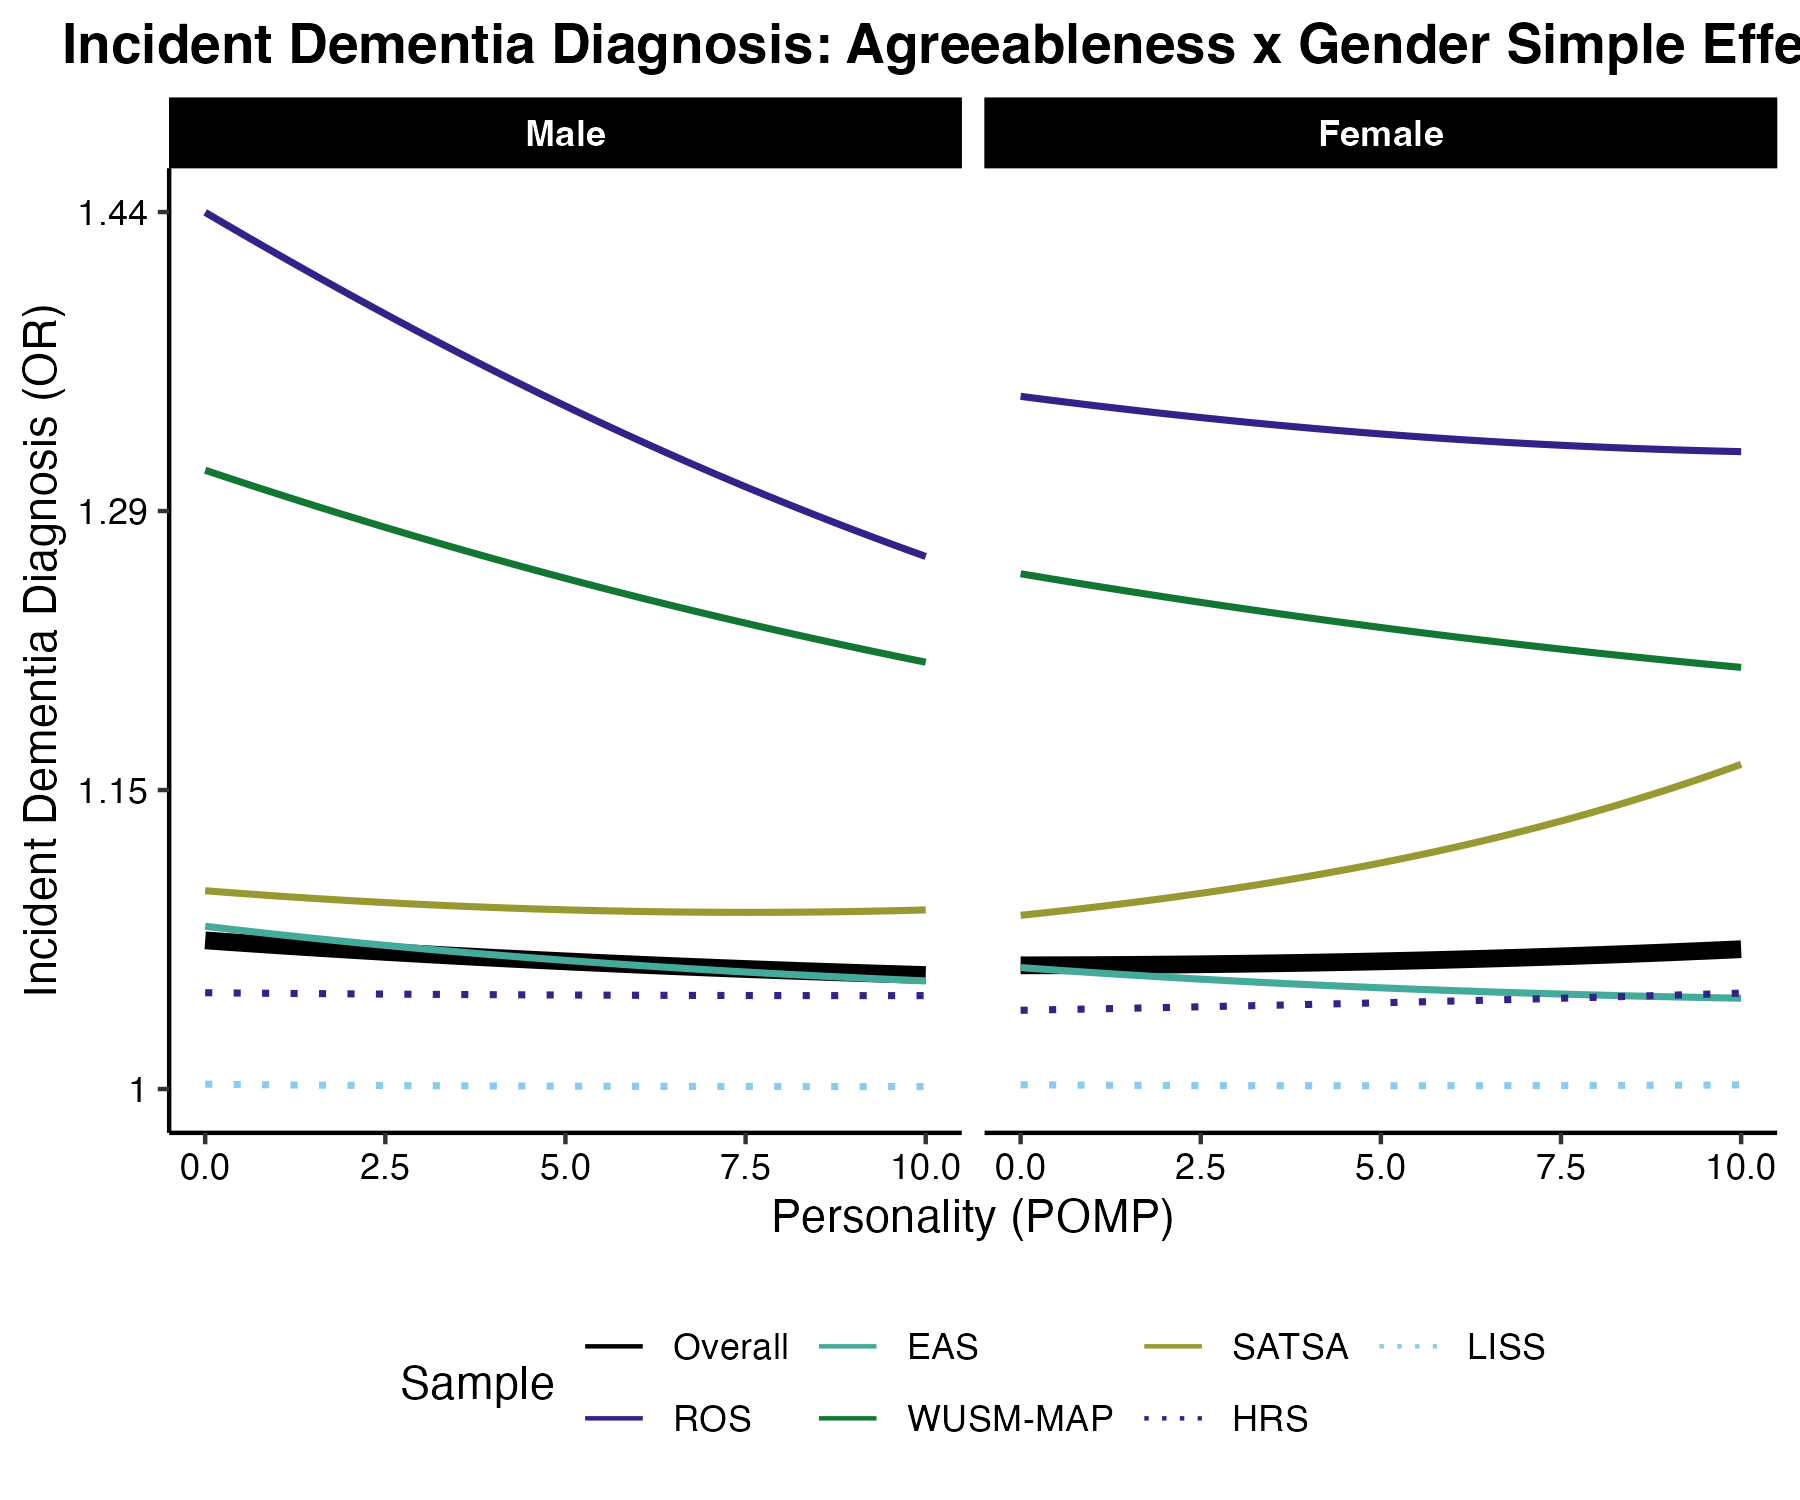 Incident Dementia Diagnosis: Agreeableness x Gender Simple Effe
Male Female
Incident Dementia Diagnosis (OR)
1.44
1.29
1.15
1
0.0 2.5 5.0 7.5 10.0 0.0 2.5 5.0 7.5 10.0
Personality (POMP)
Sample
Overall EAS SATSA LISS
ROS WUSM-MAP HRS